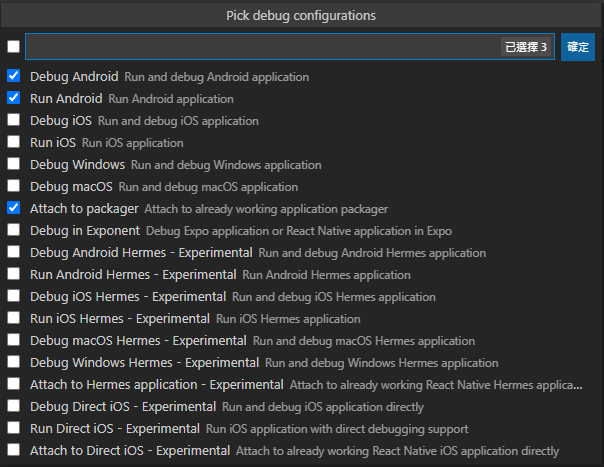 Pick debug configurations
已選擇 3 確定
Debug Android Run and debug Android application
Run Android Run Android application
Debug iOS Run and debug iOS application
Run iOS Run iOS application
Debug Windows Run and debug Windows application
Debug macOS Run and debug macOS application
Attach to packager Attach to already working application packager
Debug in Exponent Debug Expo application or React Native application in Expo
Debug Android Hermes - Experimental Run and debug Android Hermes application
Run Android Hermes - Experimental Run Android Hermes application
Debug iOS Hermes - Experimental Run and debug iOS Hermes application
Run iOS Hermes - Experimental Run iOS Hermes application
Debug macOS Hermes - Experimental Run and debug macOS Hermes application
Debug Windows Hermes - Experimental Run and debug Windows Hermes application
Attach to Hermes application - Experimental Attach to already working React Native Hermes applica...
Debug Direct iOS - Experimental Run and debug iOS application directly
Run Direct iOS - Experimental Run iOS application with direct debugging support
Attach to Direct iOS - Experimental Attach to already working React Native iOS application directly